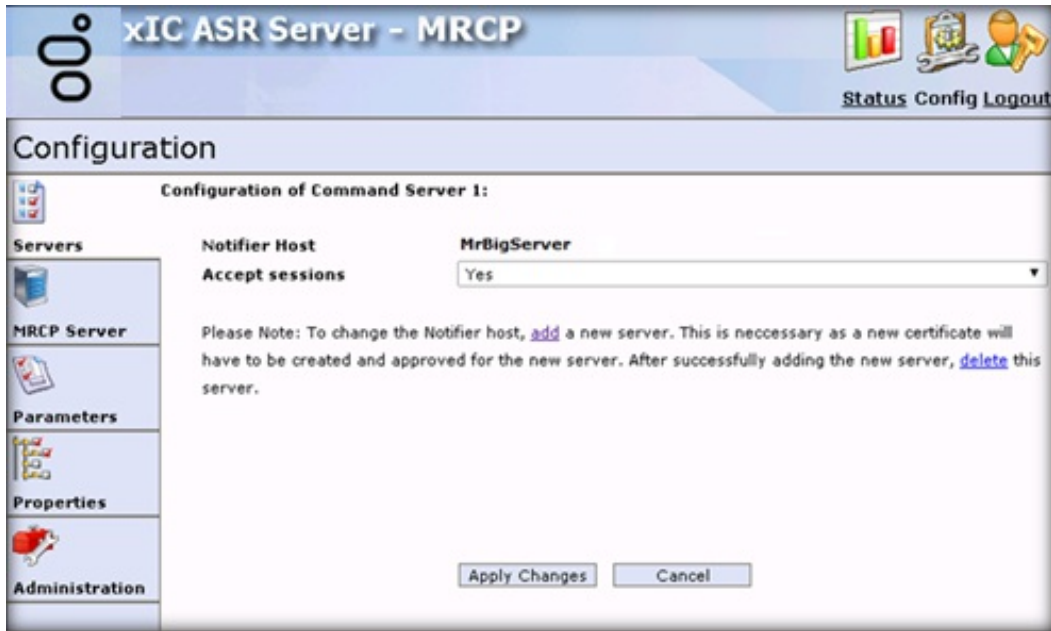 xIC ASR Server - MRCP
Status Config Logout
Configuration
Configuration of Command Server 1:
Servers
Notifier Host MrBigServer
Accept sessions Yes
MRCP Server
Please Note: To change the Notifier host, add a new server. This is neccessary as a new certificate will
have to be created and approved for the new server. After successfully adding the new server, delete this
server.
Parameters
Properties
Administration
Apply Changes Cancel